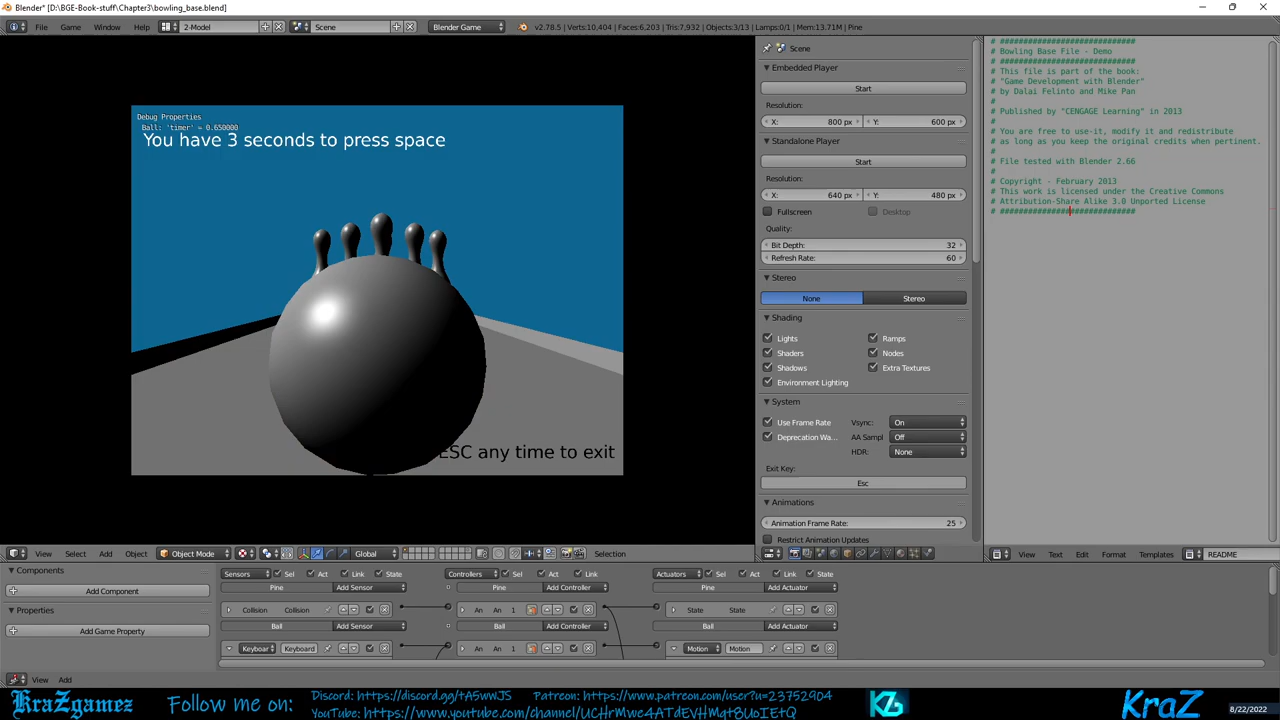 Blender* [D:\BGE-Book-stuff\Chapter3\bowling_base.blend]
File Game Window Help 2-Model Scene Blender Game v2.78.5 | Verts:10,404 | Faces:6,203 | Tris:7,932 | Objects:3/13 | Lamps:0/1 | Mem:13.71M | Pine
Debug Properties
Ball: 'timer' = 0.650000
You have 3 seconds to press space
ESC any time to exit
Scene
Embedded Player
Start
Resolution:
X: 800 px Y: 600 px
Standalone Player
Start
Resolution:
X: 640 px Y: 480 px
Fullscreen Desktop
Quality:
Bit Depth: 32
Refresh Rate: 60
Stereo
None Stereo
Shading
Lights Ramps
Shaders Nodes
Shadows Extra Textures
Environment Lighting
System
Use Frame Rate Vsync: On
Deprecation Wa... AA Sampl Off
HDR: None
Exit Key:
Esc
Animations
Animation Frame Rate: 25
Restrict Animation Updates
# #############################
# Bowling Base File - Demo
# #############################
# This file is part of the book:
# "Game Development with Blender"
# by Dalai Felinto and Mike Pan
#
# Published by "CENGAGE Learning" in 2013
#
# You are free to use-it, modify it and redistribute
# as long as you keep the original credits when pertinent.
#
# File tested with Blender 2.66
#
# Copyright - February 2013
# This work is licensed under the Creative Commons
# Attribution-Share Alike 3.0 Unported License
# #############################
View Select Add Object Object Mode Global Selection
View Text Edit Format Templates README
Components
Add Component
Properties
Add Game Property
Sensors Sel Act Link State Controllers Sel Act Link Actuators Sel Act Link State
Pine Add Sensor Pine Add Controller Pine Add Actuator
Collision Collision An An 1 State State
Ball Add Sensor Ball Add Controller Ball Add Actuator
Keyboar Keyboard An An 1 Motion Motion
View Add
KraZgamez Follow me on: Discord: https://discord.gg/tA5wwJS Patreon: https://www.patreon.com/user?u=23752904
YouTube: https://www.youtube.com/channel/UCHrMwe4ATdEVHMqt8UoIEtQ
KraZ
8/22/2022